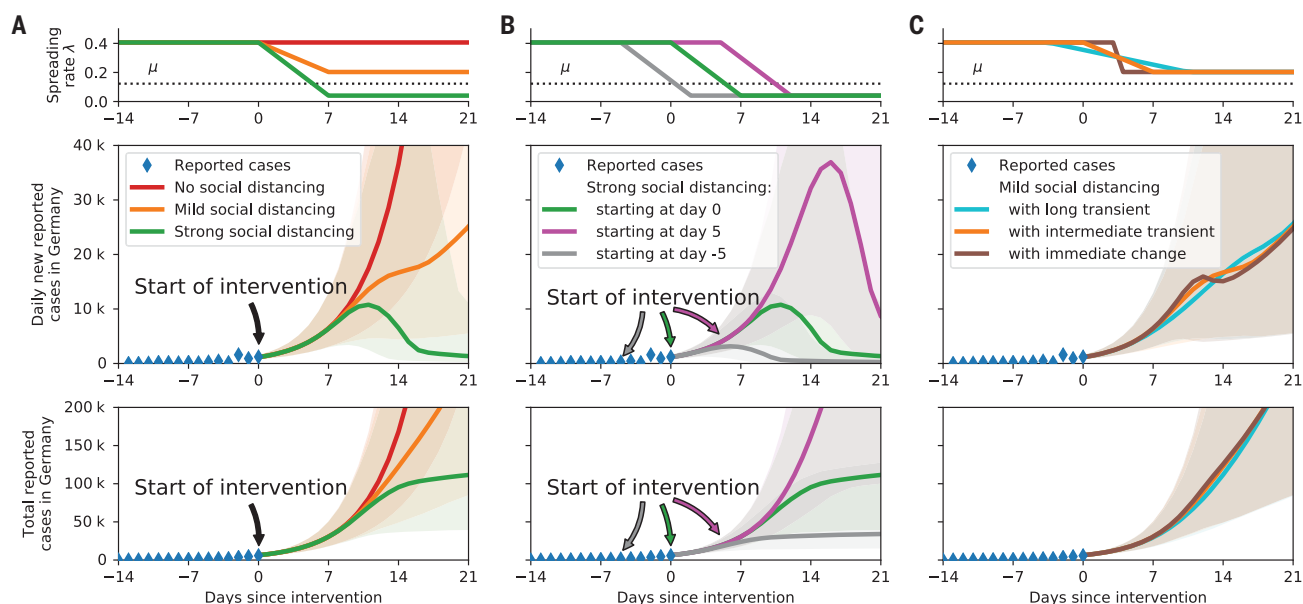 A
B
C
Spreading
rate λ
0.4
0.2
0.0
μ
−14
−7
0
7
14
21
μ
−14
−7
0
7
14
21
μ
−14
−7
0
7
14
21
Daily new reported
cases in Germany
40 k
30 k
20 k
10 k
0
Reported cases
No social distancing
Mild social distancing
Strong social distancing
Start of intervention
−14
−7
0
7
14
21
Reported cases
Strong social distancing:
starting at day 0
starting at day 5
starting at day -5
Start of intervention
−14
−7
0
7
14
21
Reported cases
Mild social distancing
with long transient
with intermediate transient
with immediate change
−14
−7
0
7
14
21
Total reported
cases in Germany
200 k
150 k
100 k
50 k
0
Start of intervention
−14
−7
0
7
14
21
Days since intervention
Start of intervention
−14
−7
0
7
14
21
Days since intervention
−14
−7
0
7
14
21
Days since intervention